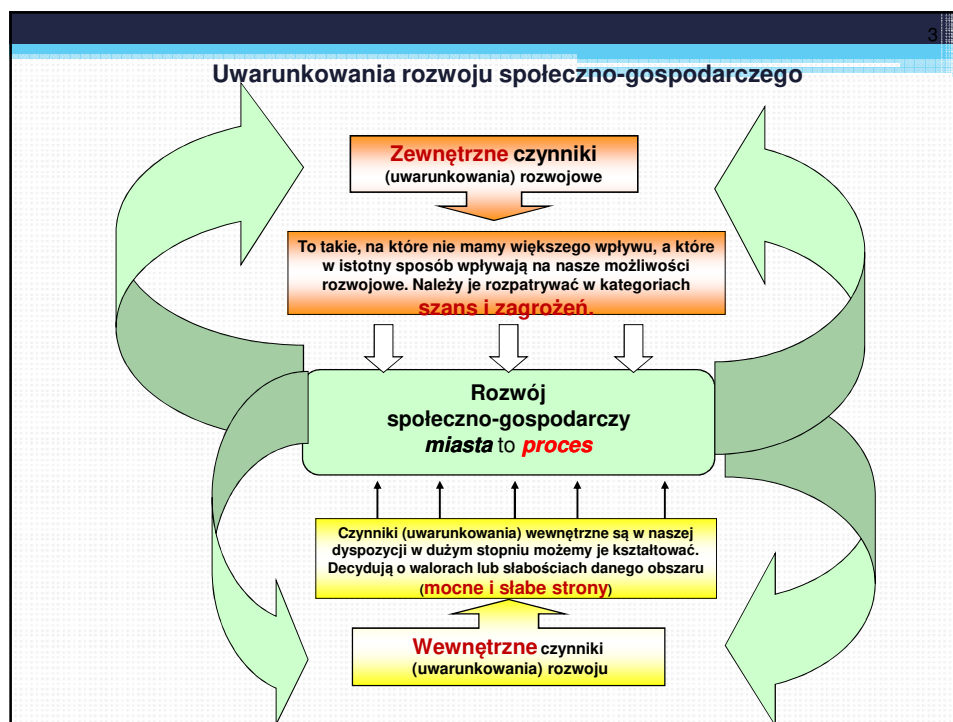 3
Uwarunkowania rozwoju społeczno-gospodarczego
Zewnętrzne czynniki
(uwarunkowania) rozwojowe
To takie, na które nie mamy większego wpływu, a które
w istotny sposób wpływają na nasze możliwości
rozwojowe. Należy je rozpatrywać w kategoriach
szans i zagrożeń.
Rozwój
społeczno-gospodarczy
miasta to proces
Czynniki (uwarunkowania) wewnętrzne są w naszej
dyspozycji w dużym stopniu możemy je kształtować.
Decydują o walorach lub słabościach danego obszaru
(mocne i słabe strony)
Wewnętrzne czynniki
(uwarunkowania) rozwoju